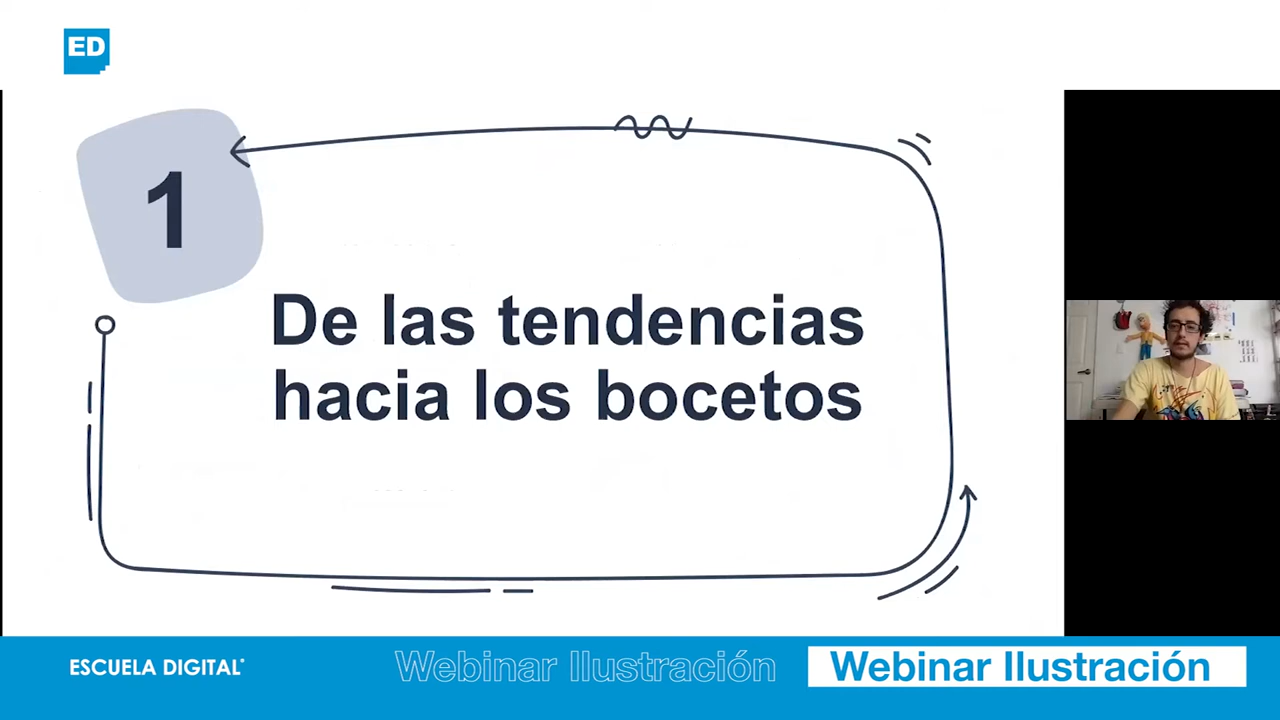 ED
1
De las tendencias
hacia los bocetos
ESCUELA DIGITAL®
Webinar Ilustración
Webinar Ilustración